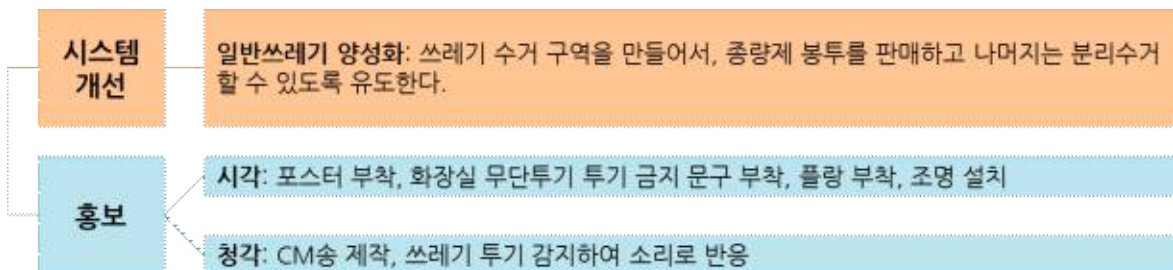 시스템
개선
일반쓰레기 양성화: 쓰레기 수거 구역을 만들어서, 종량제 봉투를 판매하고 나머지는 분리수거
할 수 있도록 유도한다.
홍보
시각: 포스터 부착, 화장실 무단투기 투기 금지 문구 부착, 플랑 부착, 조명 설치
청각: CM송 제작, 쓰레기 투기 감지하여 소리로 반응